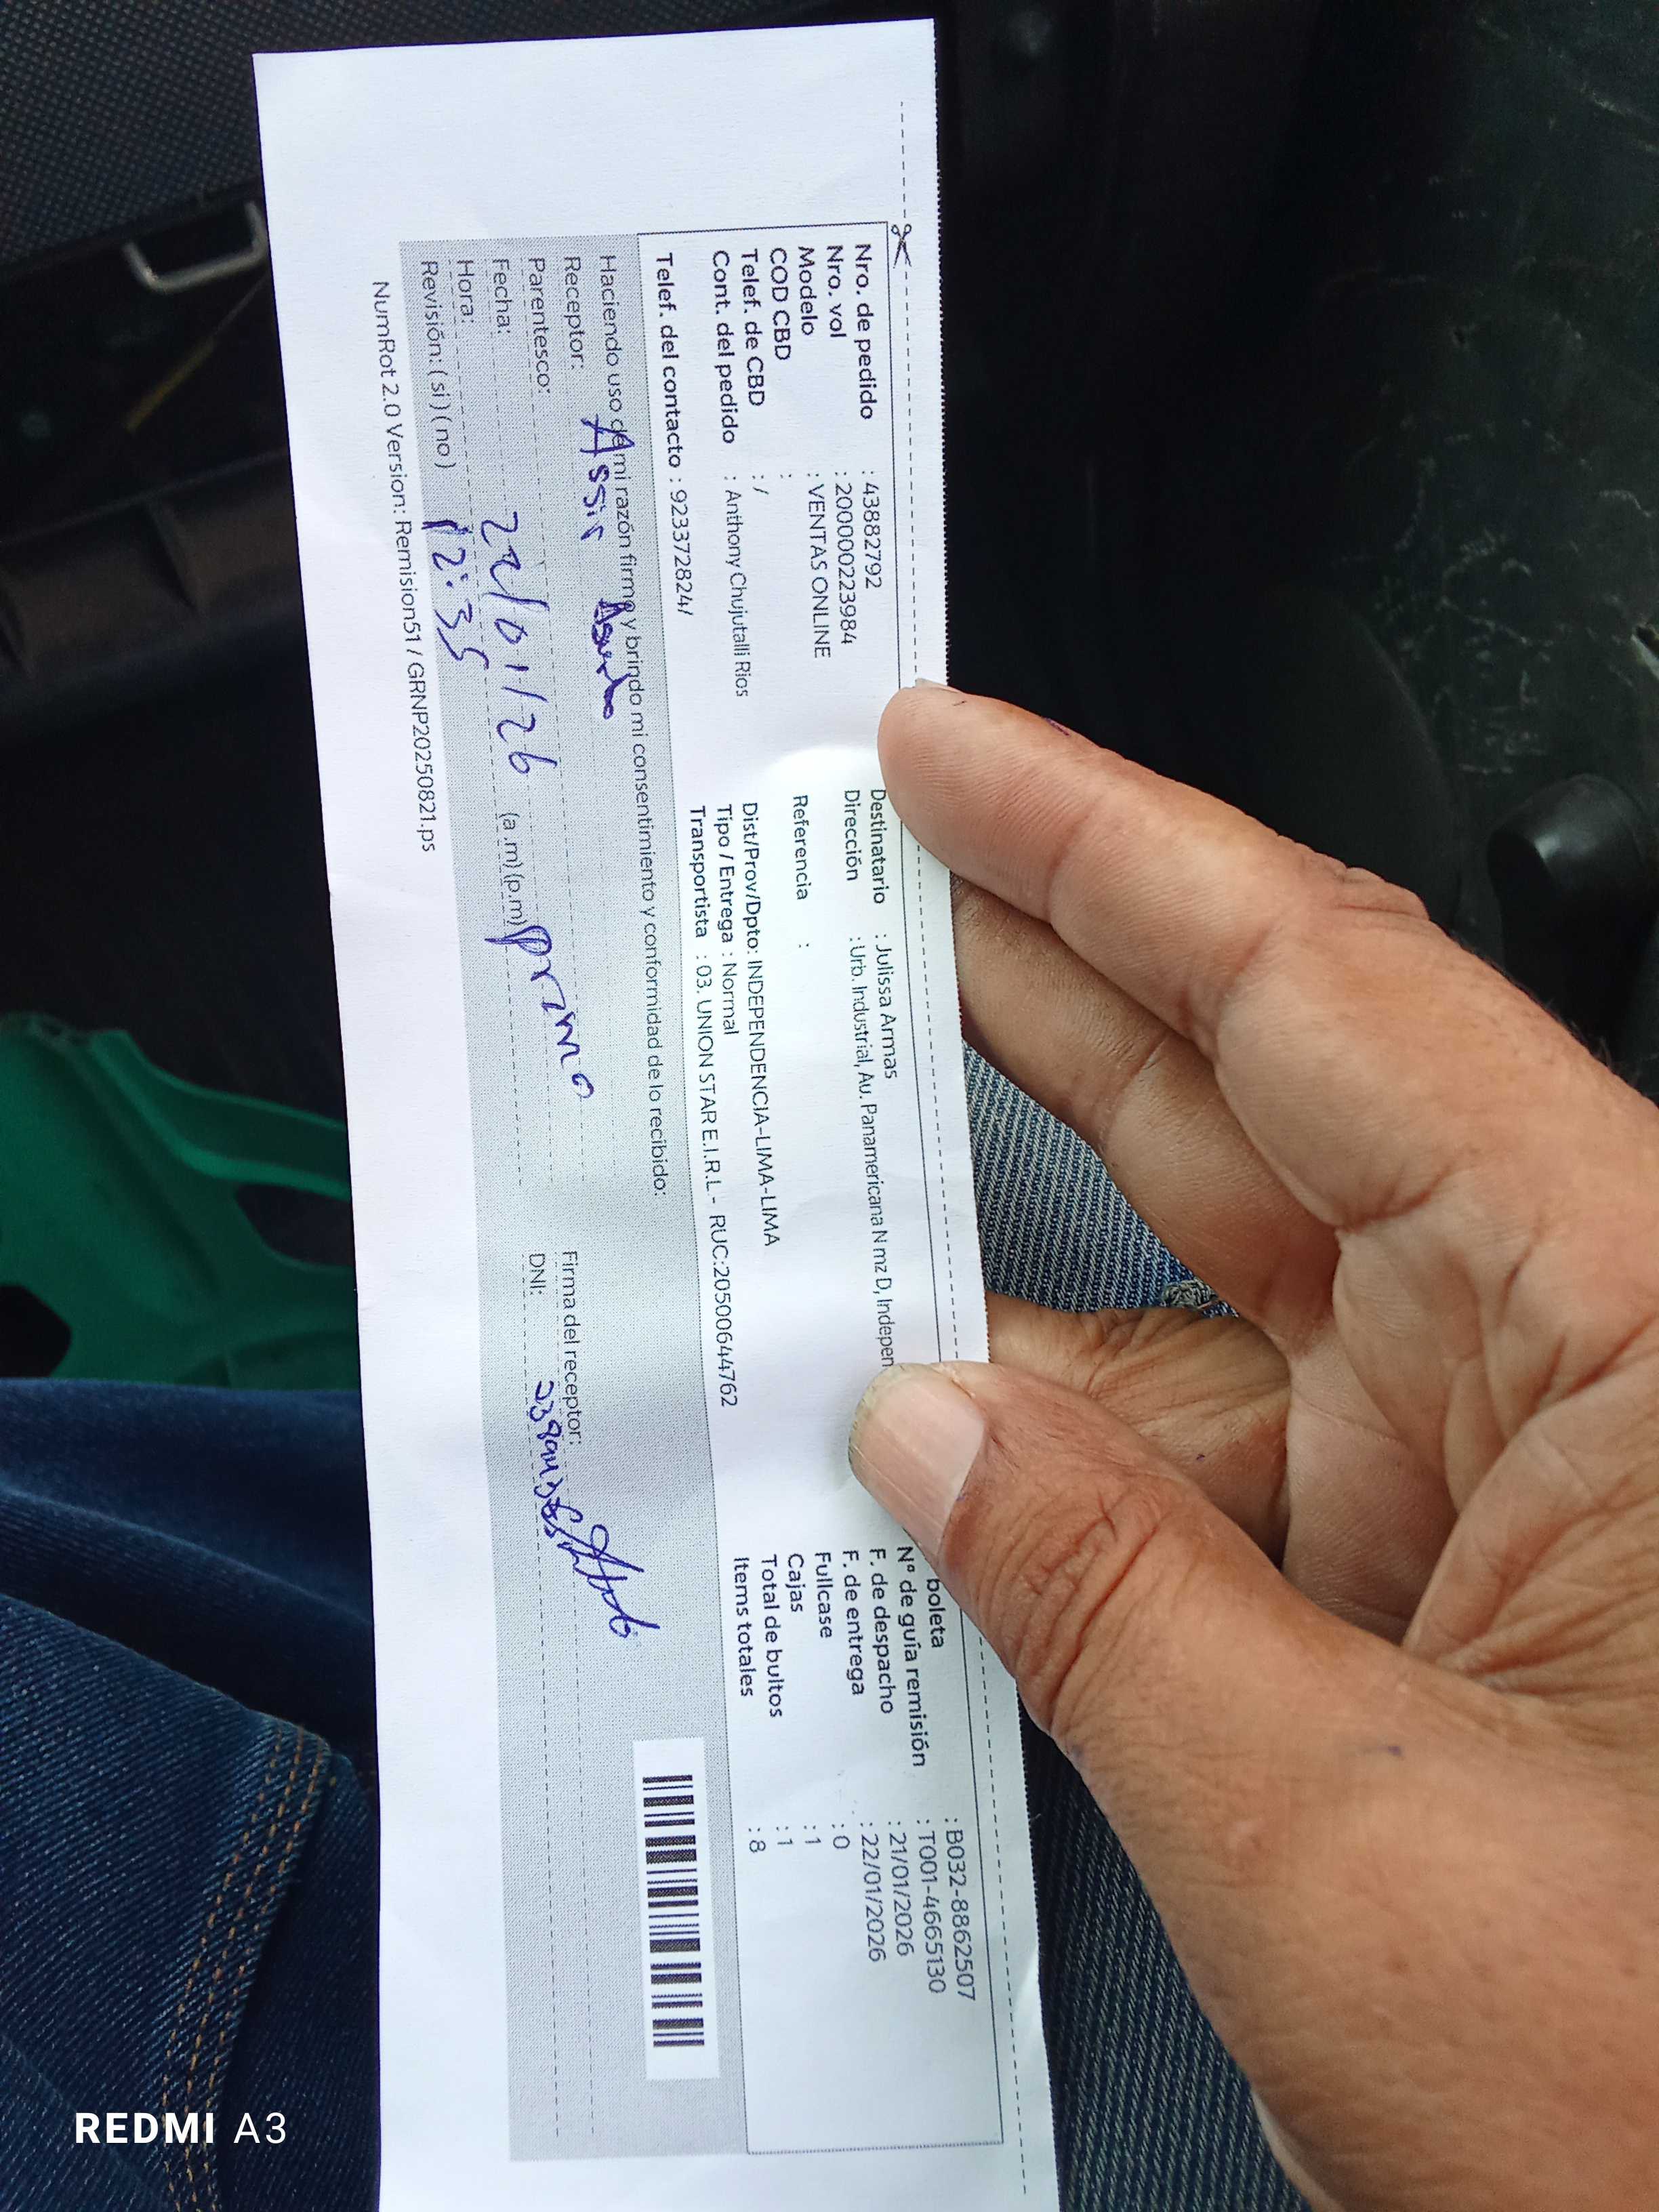 Nro. de pedido : 43882792
Nro. vol : 200000223984
Modelo : VENTAS ONLINE
COD CBD :
Telef. de CBD : /
Cont. del pedido : Anthony Chujutalli Rios
Telef. del contacto : 923372824/
Destinatario : Julissa Armas
Dirección : Urb. Industrial, Au. Panamericana N mz D, Indepen
Referencia :
Dist/Prov/Dpto: INDEPENDENCIA-LIMA-LIMA
Tipo / Entrega : Normal
Transportista : 03. UNION STAR E.I.R.L - RUC:20500644762
boleta : B032-8862507
Nº de guía remisión : T001-4665130
F. de despacho : 21/01/2026
F. de entrega : 22/01/2026
Fullcase : 0
Cajas : 1
Total de bultos : 1
Items totales : 8
Haciendo uso de mi razón firmo y brindo mi consentimiento y conformidad de lo recibido:
Receptor:
Parentesco: primo
Fecha: 22/01/26
Hora: 12:35 (a .m) (p.m)
Revisión: ( si ) ( no )
Firma del receptor:
DNI:
NumRot 2.0 Version: Remision51 / GRNP20250821.ps
REDMI A3